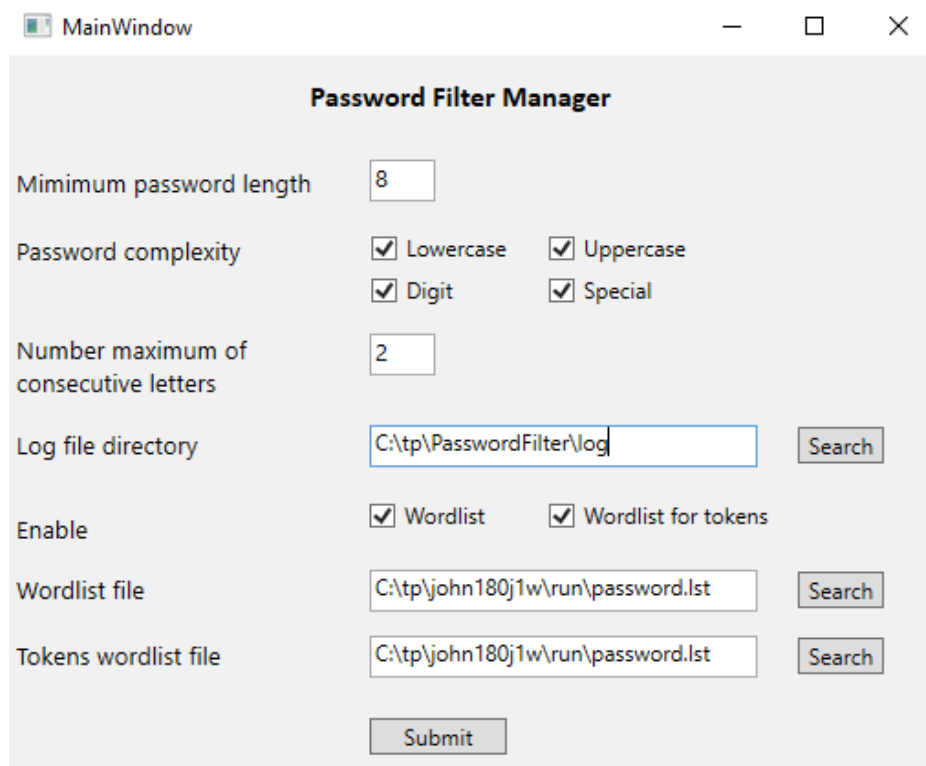 MainWindow
Password Filter Manager
Mimimum password length 8
Password complexity Lowercase Uppercase
Digit Special
Number maximum of
consecutive letters 2
Log file directory C:\tp\PasswordFilter\log Search
Enable Wordlist Wordlist for tokens
Wordlist file C:\tp\john180j1w\run\password.lst Search
Tokens wordlist file C:\tp\john180j1w\run\password.lst Search
Submit